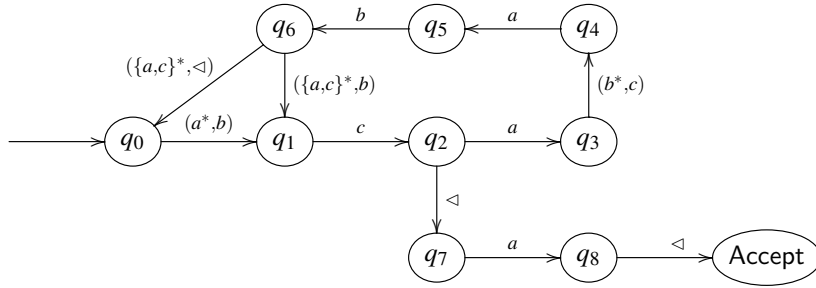 q₆ b q₅ a q₄
({a,c}*,◁) ({a,c}*,b) (b*,c)
q₀ (a*,b) q₁ c q₂ a q₃
◁
q₇ a q₈ ◁ Accept